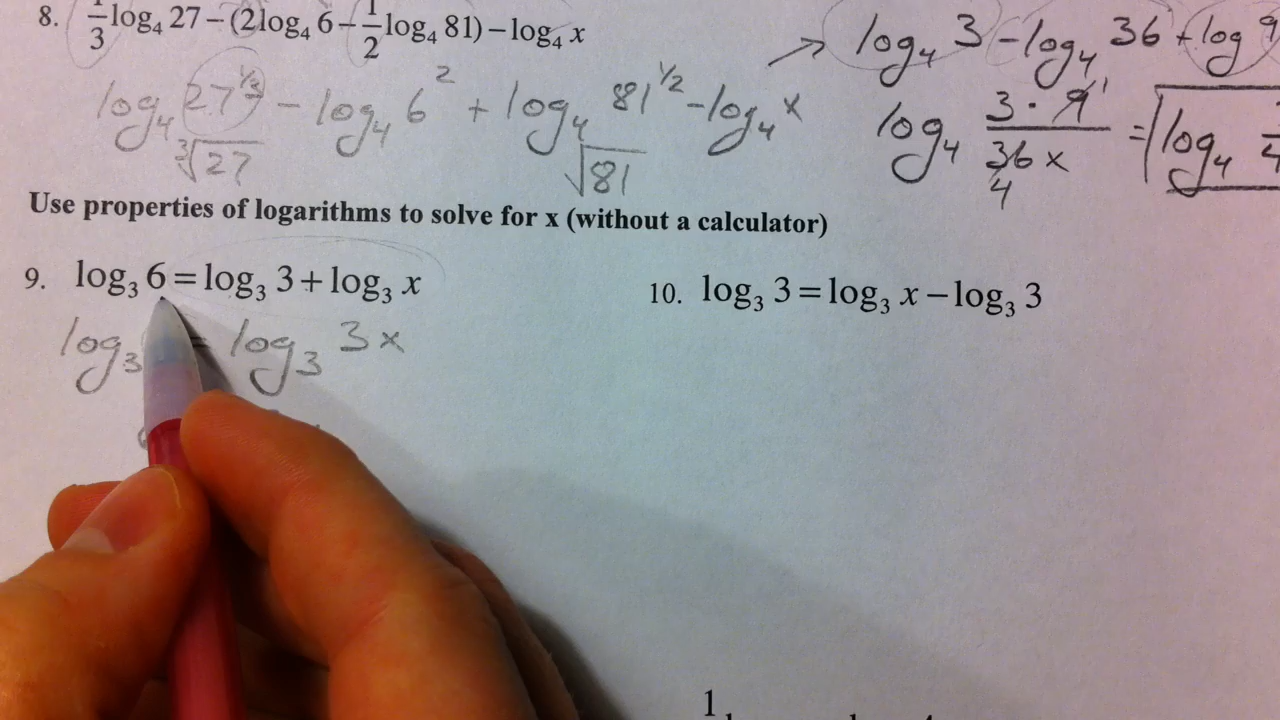 8. 1/3 log₄ 27 − (2log₄ 6 − 1/2 log₄ 81) − log₄ x
→ log₄ 3 − log₄ 36 + log 9
log₄ 27^(1/3) − log₄ 6² + log₄ 81^(1/2) − log₄ x
∛27 √81
log₄ (3 · 9)/(36x) = log₄
1
4
Use properties of logarithms to solve for x (without a calculator)
9. log₃ 6 = log₃ 3 + log₃ x
10. log₃ 3 = log₃ x − log₃ 3
log₃ = log₃ 3x
1